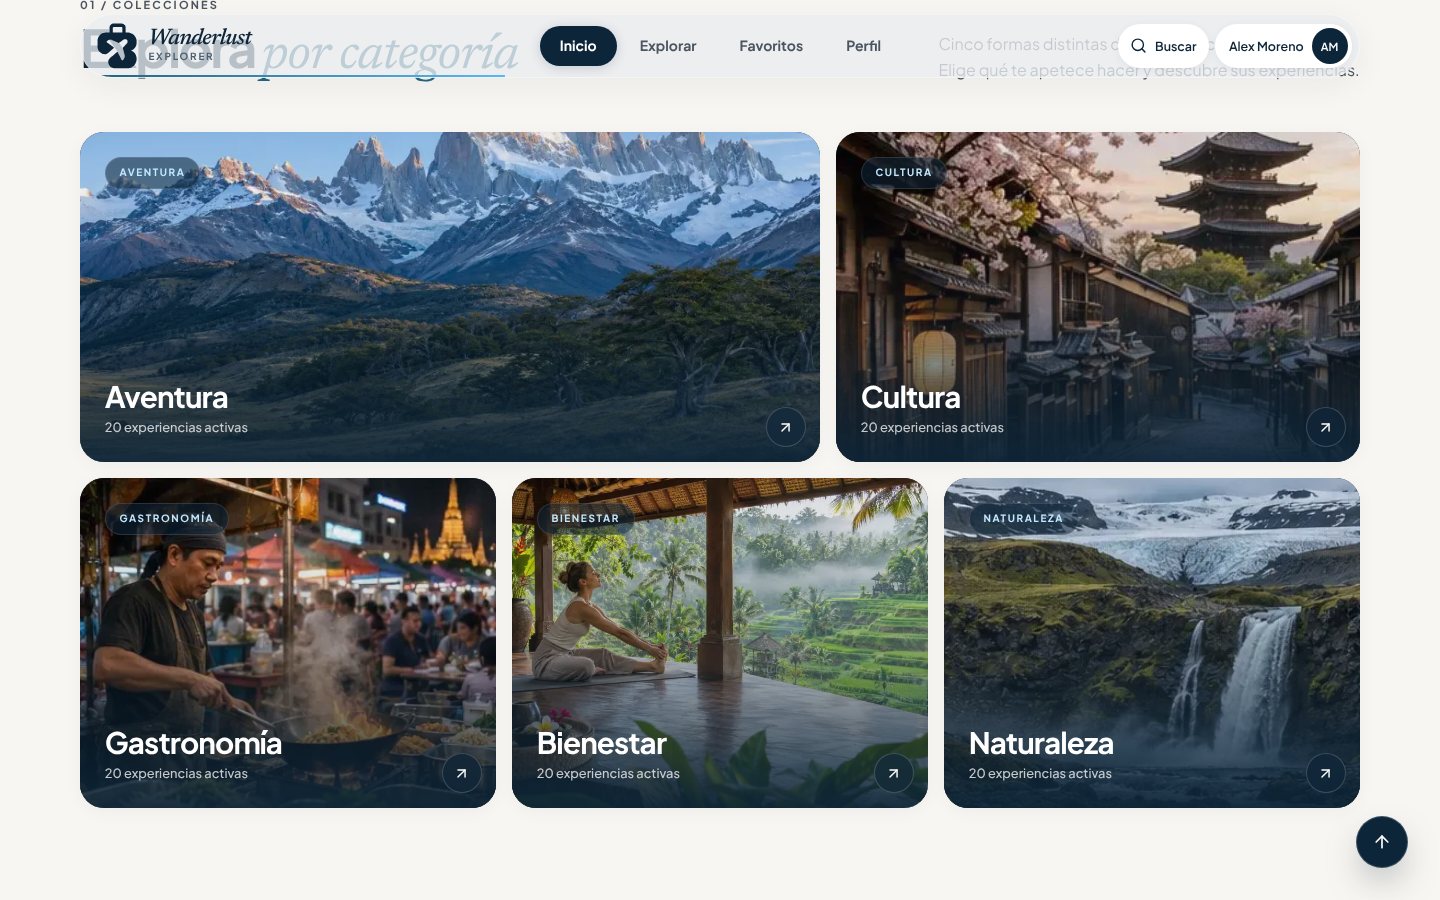 01 / COLECCIONES
Explora por categoría
Wanderlust
EXPLORER
Inicio
Explorar
Favoritos
Perfil
Cinco formas distintas
Elige qué te apetece hacer y descubre sus experiencias.
Buscar
Alex Moreno
AM
AVENTURA
Aventura
20 experiencias activas
CULTURA
Cultura
20 experiencias activas
GASTRONOMÍA
Gastronomía
20 experiencias activas
BIENESTAR
Bienestar
20 experiencias activas
NATURALEZA
Naturaleza
20 experiencias activas